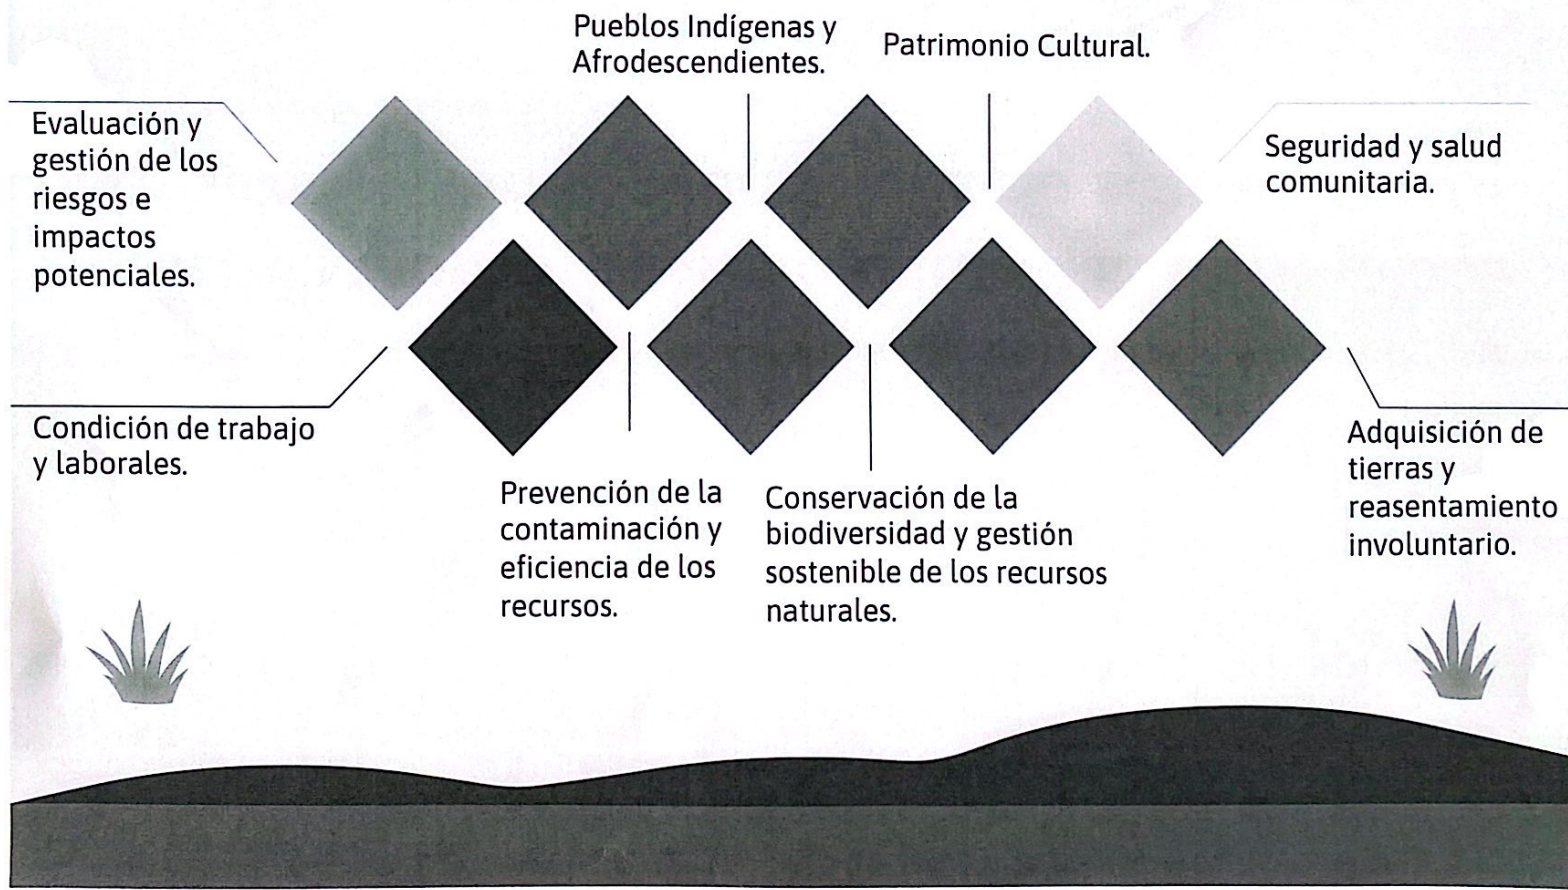 Pueblos Indígenas y
Afrodescendientes.
Patrimonio Cultural.
Evaluación y
gestión de los
riesgos e
impactos
potenciales.
Seguridad y salud
comunitaria.
Condición de trabajo
y laborales.
Prevención de la
contaminación y
eficiencia de los
recursos.
Conservación de la
biodiversidad y gestión
sostenible de los recursos
naturales.
Adquisición de
tierras y
reasentamiento
involuntario.